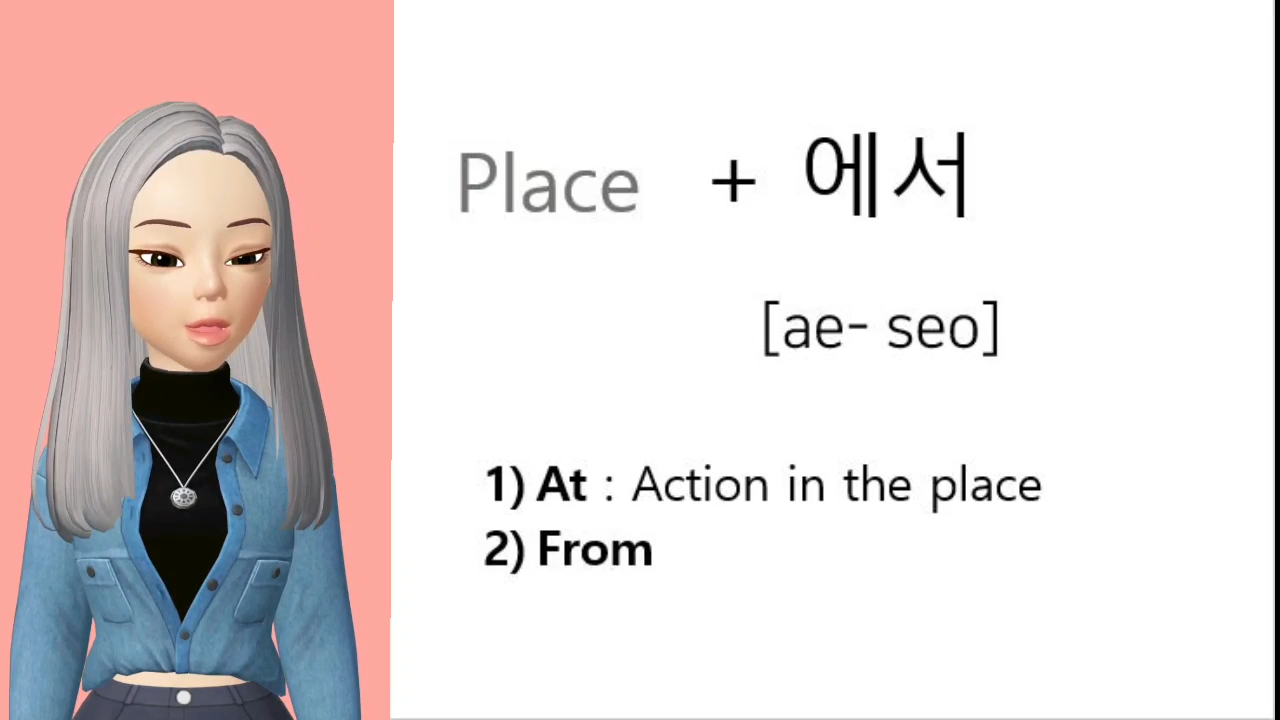 Place + 에서
[ae- seo]
1) At : Action in the place
2) From